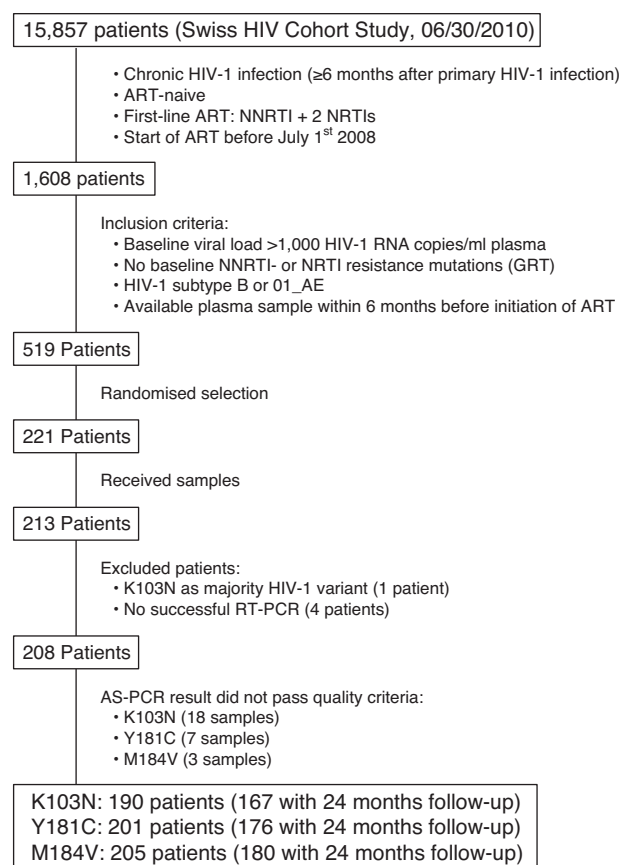 15,857 patients (Swiss HIV Cohort Study, 06/30/2010)
• Chronic HIV-1 infection (≥6 months after primary HIV-1 infection)
• ART-naive
• First-line ART: NNRTI + 2 NRTIs
• Start of ART before July 1st 2008
1,608 patients
Inclusion criteria:
• Baseline viral load >1,000 HIV-1 RNA copies/ml plasma
• No baseline NNRTI- or NRTI resistance mutations (GRT)
• HIV-1 subtype B or 01_AE
• Available plasma sample within 6 months before initiation of ART
519 Patients
Randomised selection
221 Patients
Received samples
213 Patients
Excluded patients:
• K103N as majority HIV-1 variant (1 patient)
• No successful RT-PCR (4 patients)
208 Patients
AS-PCR result did not pass quality criteria:
• K103N (18 samples)
• Y181C (7 samples)
• M184V (3 samples)
K103N: 190 patients (167 with 24 months follow-up)
Y181C: 201 patients (176 with 24 months follow-up)
M184V: 205 patients (180 with 24 months follow-up)